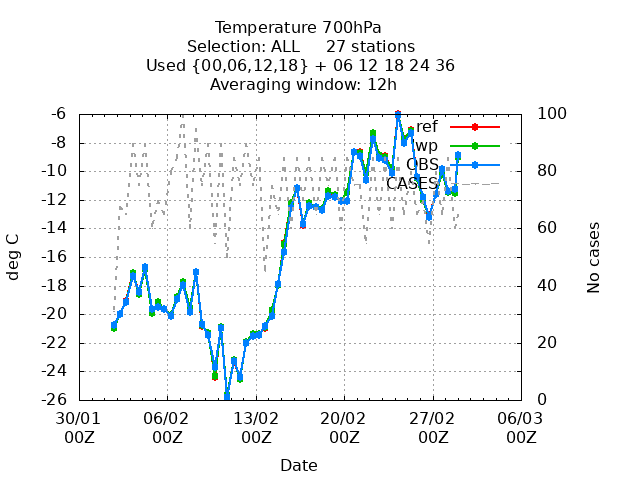 Temperature 700hPa
Selection: ALL     27 stations
Used {00,06,12,18} + 06 12 18 24 36
Averaging window: 12h
-6
-8
-10
-12
-14
-16
-18
-20
-22
-24
-26
100
80
60
40
20
0
ref
wp
OBS
CASES
deg C
No cases
30/01 06/02 13/02 20/02 27/02 06/03
00Z 00Z 00Z 00Z 00Z 00Z
Date